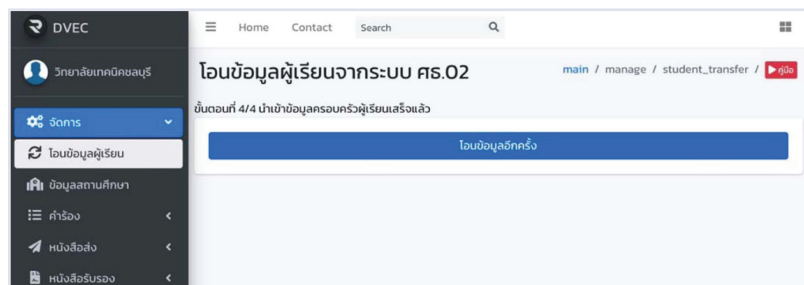 DVEC
Home Contact Search
วิทยาลัยเทคนิคชลบุรี
โอนข้อมูลผู้เรียนจากระบบ ศธ.02
main / manage / student_transfer / คู่มือ
ขั้นตอนที่ 4/4 นำเข้าข้อมูลครอบครัวผู้เรียนเสร็จแล้ว
จัดการ
โอนข้อมูลอีกครั้ง
โอนข้อมูลผู้เรียน
ข้อมูลสถานศึกษา
คำร้อง
หนังสือส่ง
หนังสือรับรอง